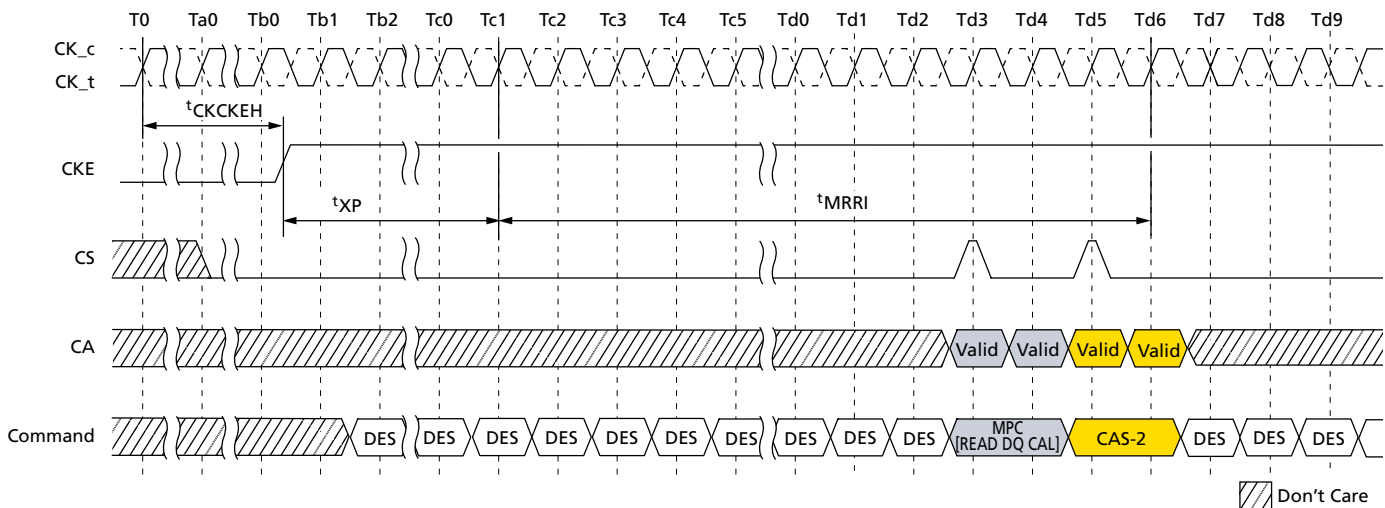 T0 Ta0 Tb0 Tb1 Tb2 Tc0 Tc1 Tc2 Tc3 Tc4 Tc5 Td0 Td1 Td2 Td3 Td4 Td5 Td6 Td7 Td8 Td9
CK_c
CK_t
tCKCKEH
CKE
tXP tMRRI
CS
CA Valid Valid Valid Valid
Command DES DES DES DES DES DES DES DES DES DES MPC [READ DQ CAL] CAS-2 DES DES DES
Don't Care